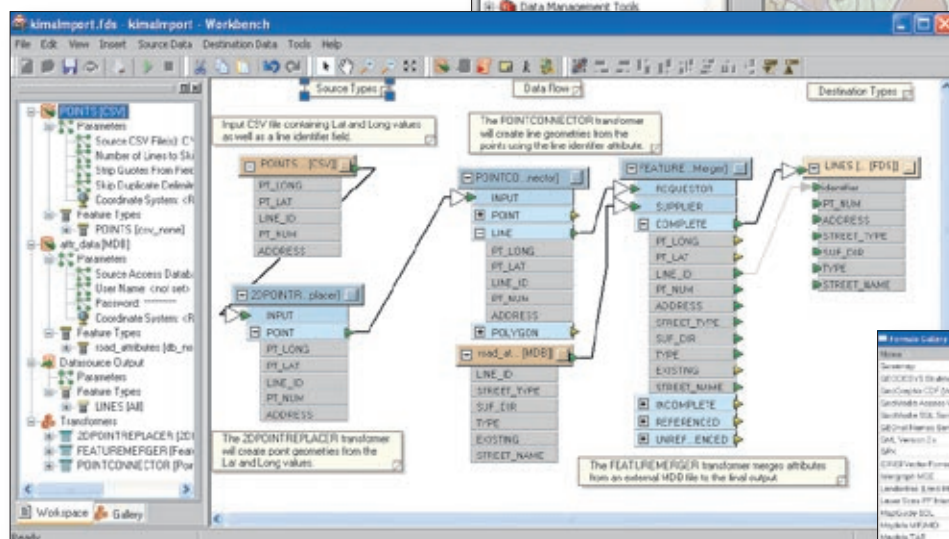 Data Management Tools
kimaImport.fds - kimaImport - Workbench
File Edit View Insert Source Data Destination Data Tools Help
Source Types
Data Flow
Destination Types
POINTS [CSV]
Parameters
Source CSV File(s): C:\
Number of Lines to Ski
Strip Quotes From Fiel
Skip Duplicate Delimite
Coordinate System: <R
Feature Types
POINTS [csv_none]
attr_data [MDB]
Parameters
Source Access Datab
User Name: <not set>
Password: ********
Coordinate System: <R
Feature Types
road_attributes [db_no
Datasource Output
Parameters
Feature Types
LINES [All]
Transformers
2DPOINTREPLACER [2D
FEATUREMERGER [Fea
POINTCONNECTOR [Poi
Workspace Gallery
Ready
Input CSV file containing Lat and Long values
as well as a line identifier field.
POINTS [CSV]
PT_LONG
PT_LAT
LINE_ID
PT_NUM
ADDRESS
2DPOINTR...placer]
INPUT
POINT
PT_LONG
PT_LAT
LINE_ID
PT_NUM
ADDRESS
The 2DPOINTREPLACER transformer
will create point geometries from the
Lat and Long values.
The POINTCONNECTOR transformer
will create line geometries from the
points using the line identifier attribute.
POINTCO...nector]
INPUT
POINT
LINE
PT_LONG
PT_LAT
LINE_ID
PT_NUM
ADDRESS
POLYGON
road_at... [MDB]
LINE_ID
STREET_TYPE
SUF_DIR
TYPE
EXISTING
STREET_NAME
FEATURE...Merger]
REQUESTOR
SUPPLIER
COMPLETE
PT_LONG
PT_LAT
LINE_ID
PT_NUM
ADDRESS
STREET_TYPE
SUF_DIR
TYPE
EXISTING
STREET_NAME
INCOMPLETE
REFERENCED
UNREF...ENCED
The FEATUREMERGER transformer merges attributes
from an external MDB file to the final output.
LINES [... [FDS]]
Identifier
PT_NUM
ADDRESS
STREET_TYPE
SUF_DIR
TYPE
STREET_NAME
Formats Gallery
Name